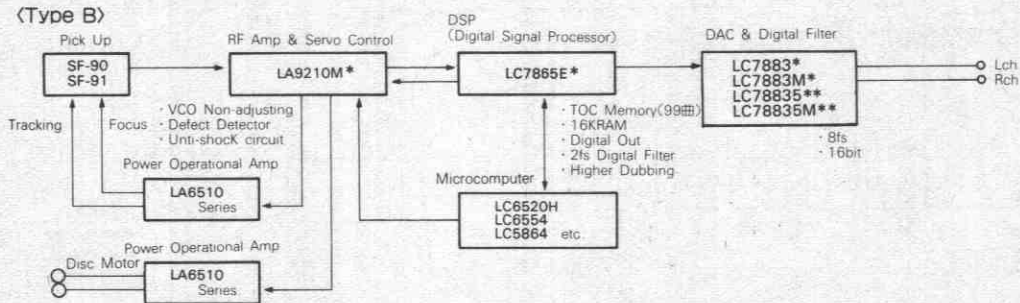 〈Type B〉
Pick Up
SF-90
SF-91
Tracking
Focus
RF Amp & Servo Control
LA9210M*
· VCO Non-adjusting
· Defect Detector
· Unti-shocK circuit
Power Operational Amp
LA6510
Series
Power Operational Amp
Disc Motor
LA6510
Series
DSP
(Digital Signal Processor)
LC7865E*
· TOC Memory(99曲)
· 16KRAM
· Digital Out
· 2fs Digital Filter
· Higher Dubbing
Microcomputer
LC6520H
LC6554
LC5864 etc
DAC & Digital Filter
LC7883*
LC7883M*
LC78835**
LC78835M**
· 8fs
· 16bit
Lch
Rch